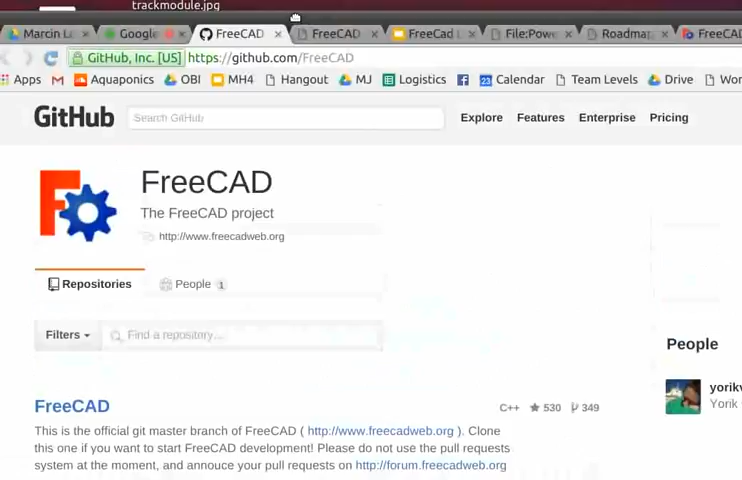 trackmodule.jpg
Marcin L
Google
FreeCAD
FreeCAD
FreeCad L
File:Powe
Roadmap
FreeCAD
GitHub, Inc. [US] https://github.com/FreeCAD
Apps Aquaponics OBI MH4 Hangout MJ Logistics Calendar Team Levels Drive Wor
GitHub Search GitHub Explore Features Enterprise Pricing
FreeCAD
The FreeCAD project
http://www.freecadweb.org
Repositories People 1
Filters Find a repository...
People
FreeCAD C++ 530 349
yorikv
Yorik
This is the official git master branch of FreeCAD ( http://www.freecadweb.org ). Clone
this one if you want to start FreeCAD development! Please do not use the pull requests
system at the moment, and annouce your pull requests on http://forum.freecadweb.org